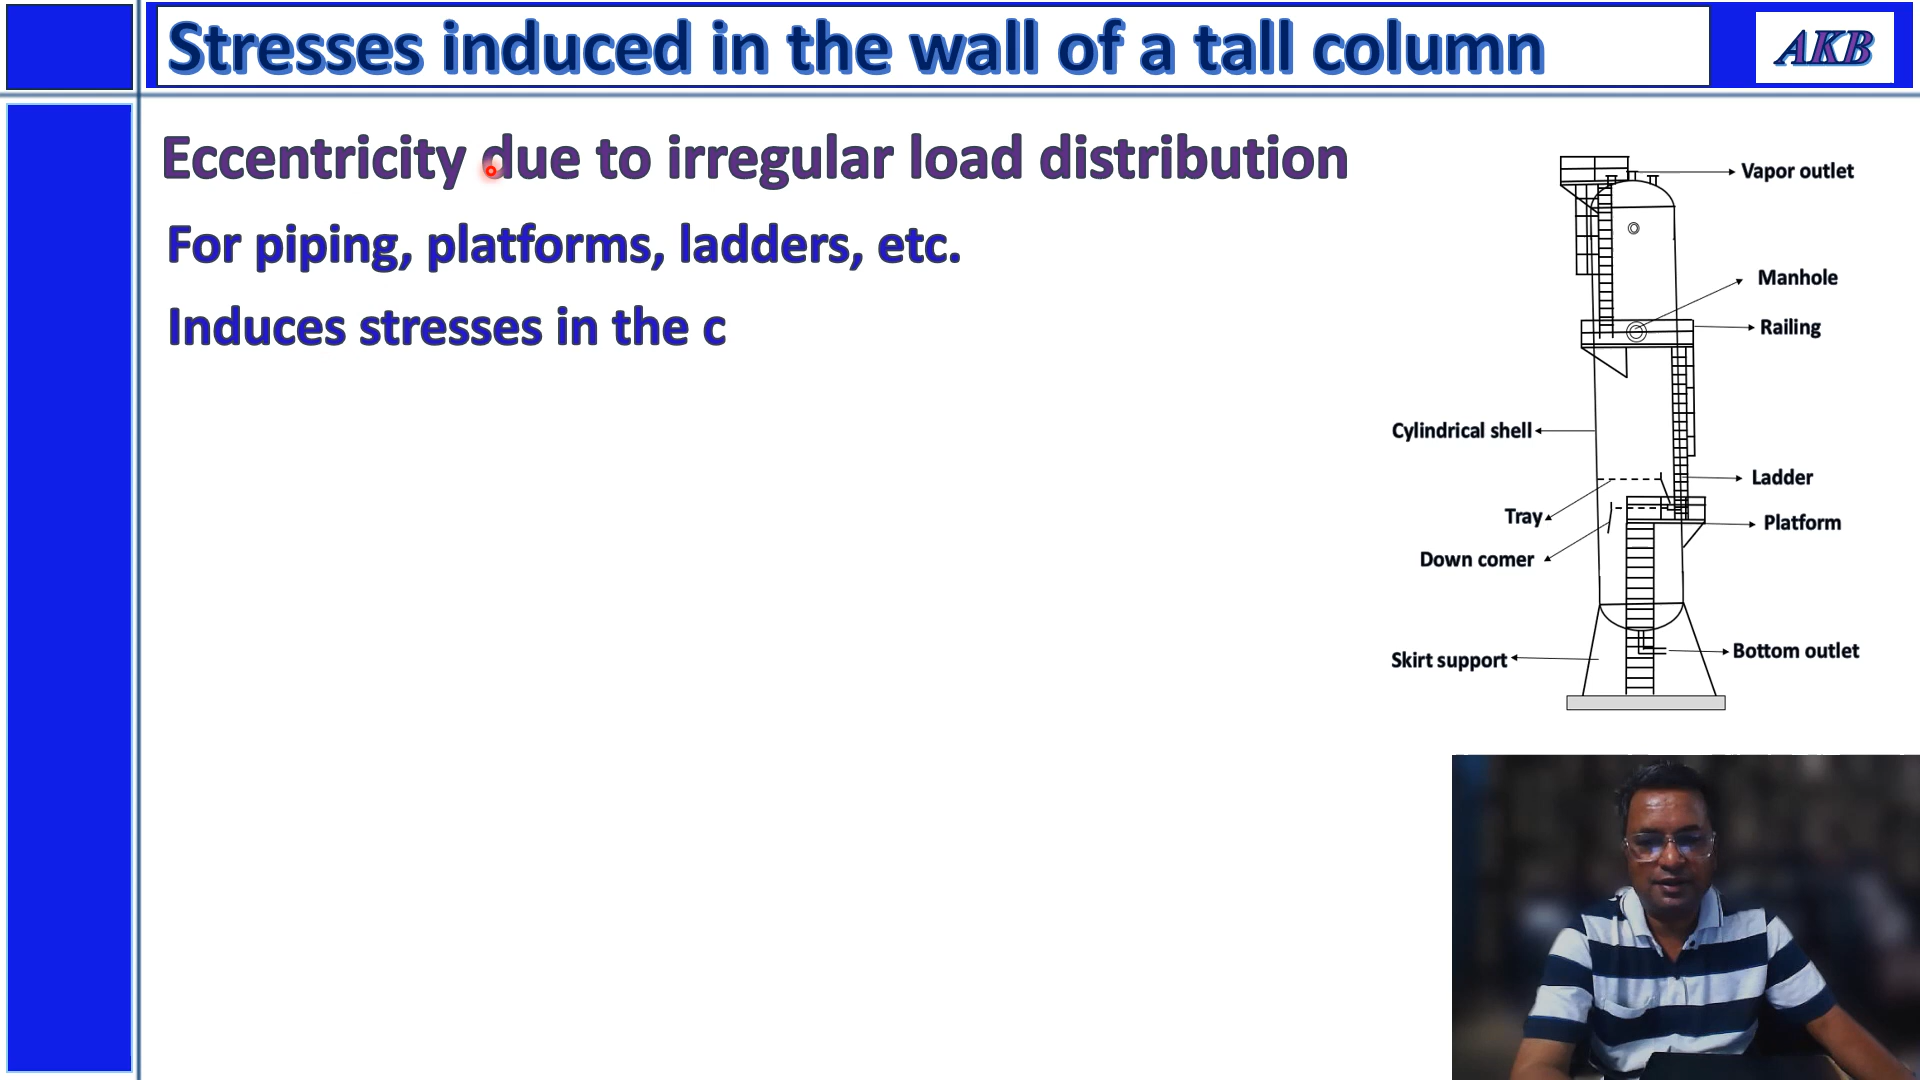 Stresses induced in the wall of a tall column
AKB
Eccentricity due to irregular load distribution
For piping, platforms, ladders, etc.
Induces stresses in the c
Vapor outlet
Manhole
Railing
Cylindrical shell
Ladder
Tray
Platform
Down comer
Bottom outlet
Skirt support